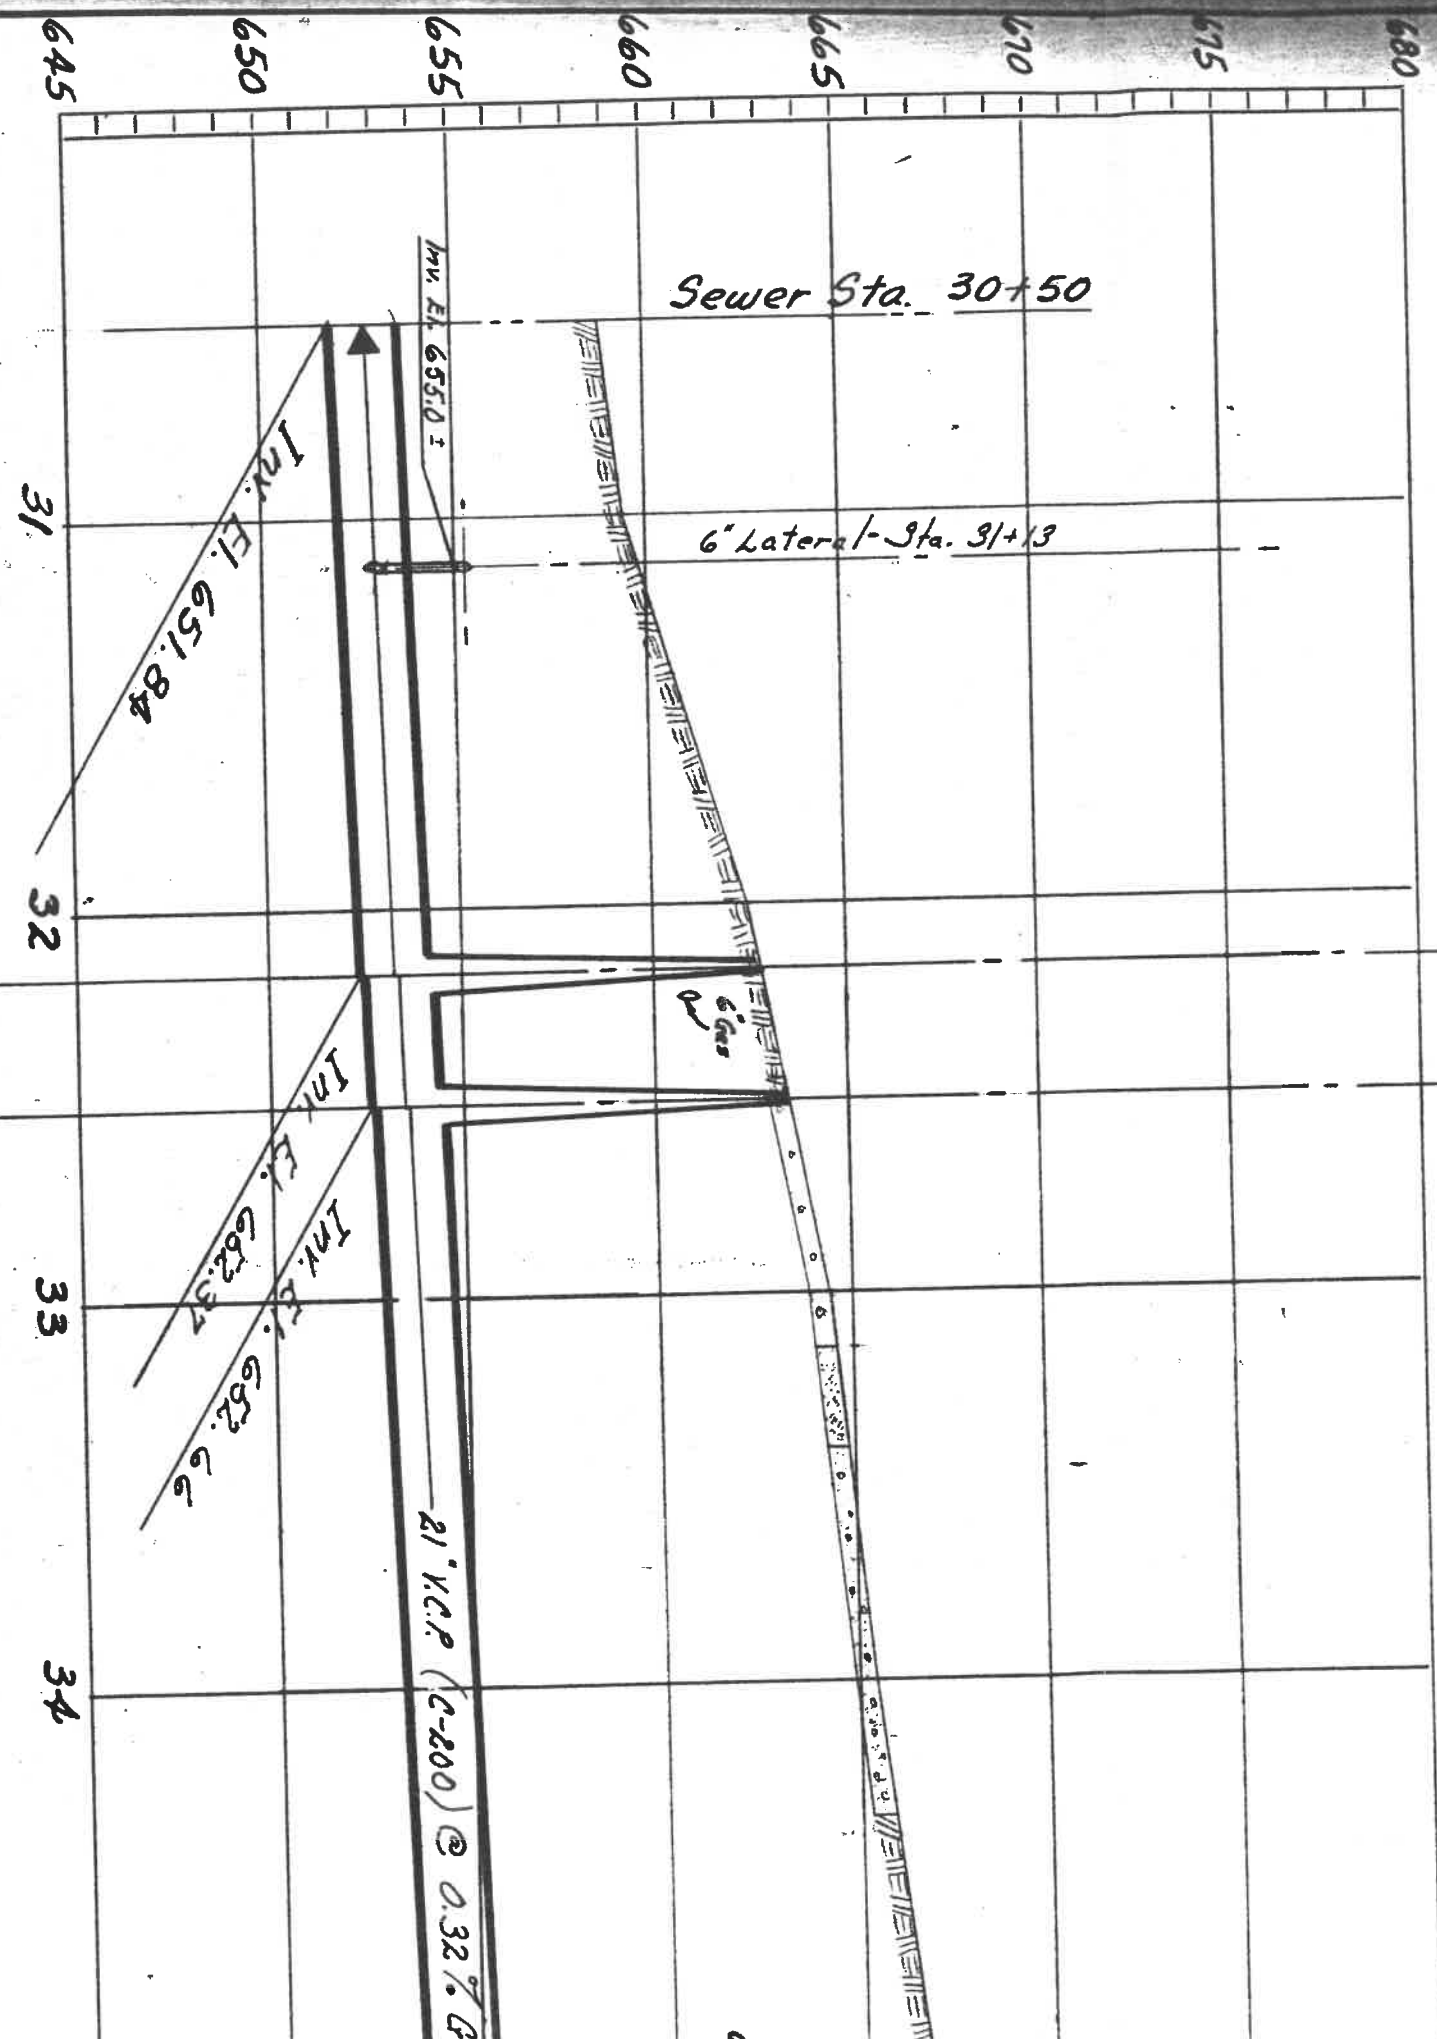 680
675
670
665
660
655
650
645
Sewer Sta. 30+50
Inv. El. 655.0 ±
6" Lateral - Sta. 31+13
Inv. El. 651.84
6" Gas
Inv. El. 652.37
Inv. El. 652.66
21" V.C.P. (C-200) @ 0.32%
31
32
33
34